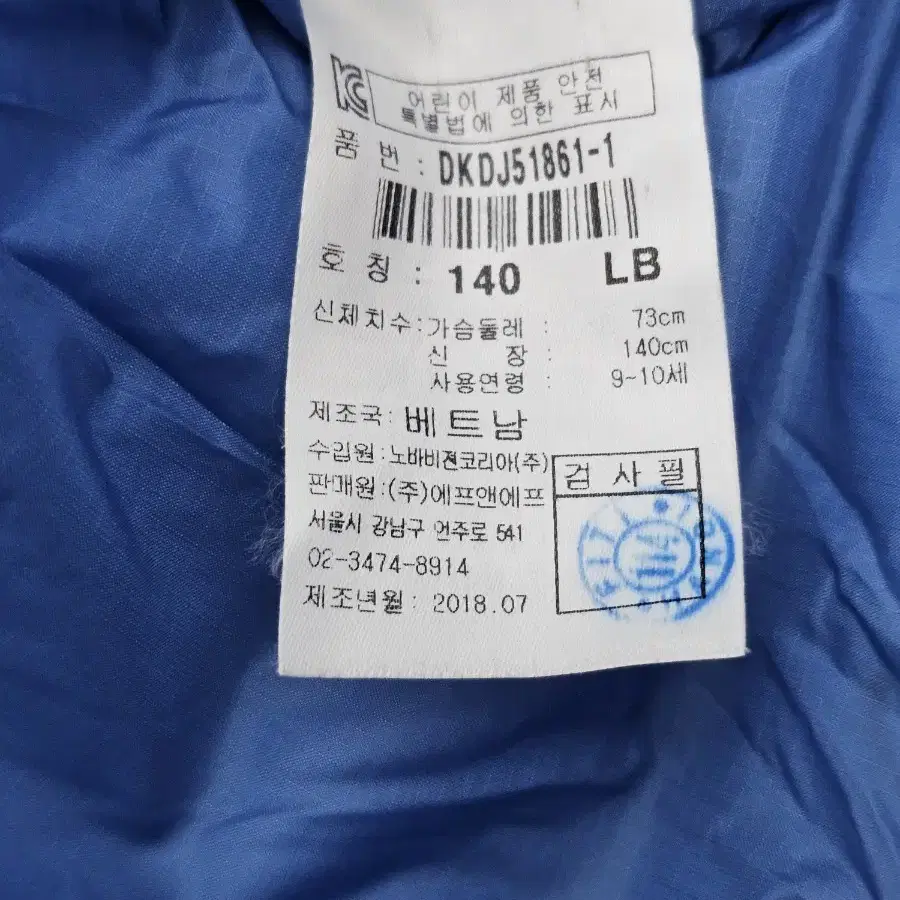 KC
어린이 제품 안전
특별법에 의한 표시
품 번 : DKDJ51861-1
호 칭 : 140 LB
신체치수: 가슴둘레 : 73cm
신 장 : 140cm
사용연령 : 9~10세
제조국: 베트남
수입원: 노바비젼코리아(주)
판매원:(주)에프앤에프
서울시 강남구 언주로 541
02-3474-8914
제조년월: 2018.07
검 사 필